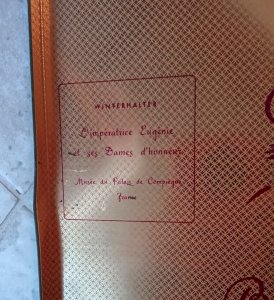 WINTERHALTER
L'impératrice Eugénie
et ses Dames d'honneur
Musée du Palais de Compiègne
France